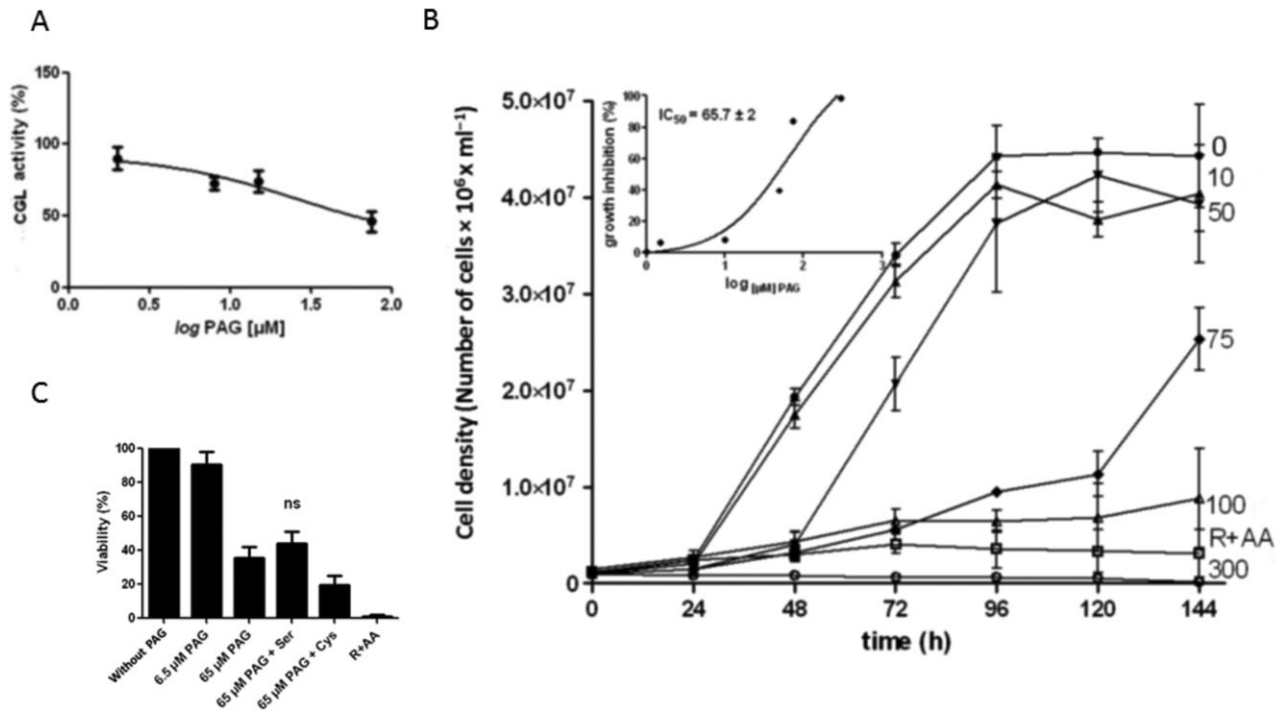 A
CGL activity (%)
150
100
50
0
0.0 0.5 1.0 1.5 2.0
log PAG [µM]
B
Cell density (Number of cells × 10⁶ x ml⁻¹)
5.0×10⁷
4.0×10⁷
3.0×10⁷
2.0×10⁷
1.0×10⁷
0
0 24 48 72 96 120 144
time (h)
growth inhibition (%)
100
80
60
40
20
0
IC₅₀ = 65.7 ± 2
0 1 2 3
log [µM] PAG
0
10
50
75
100
R+AA
300
C
Viability (%)
100
80
60
40
20
0
ns
Without PAG
6.5 µM PAG
65 µM PAG
65 µM PAG + Ser
65 µM PAG + Cys
R+AA